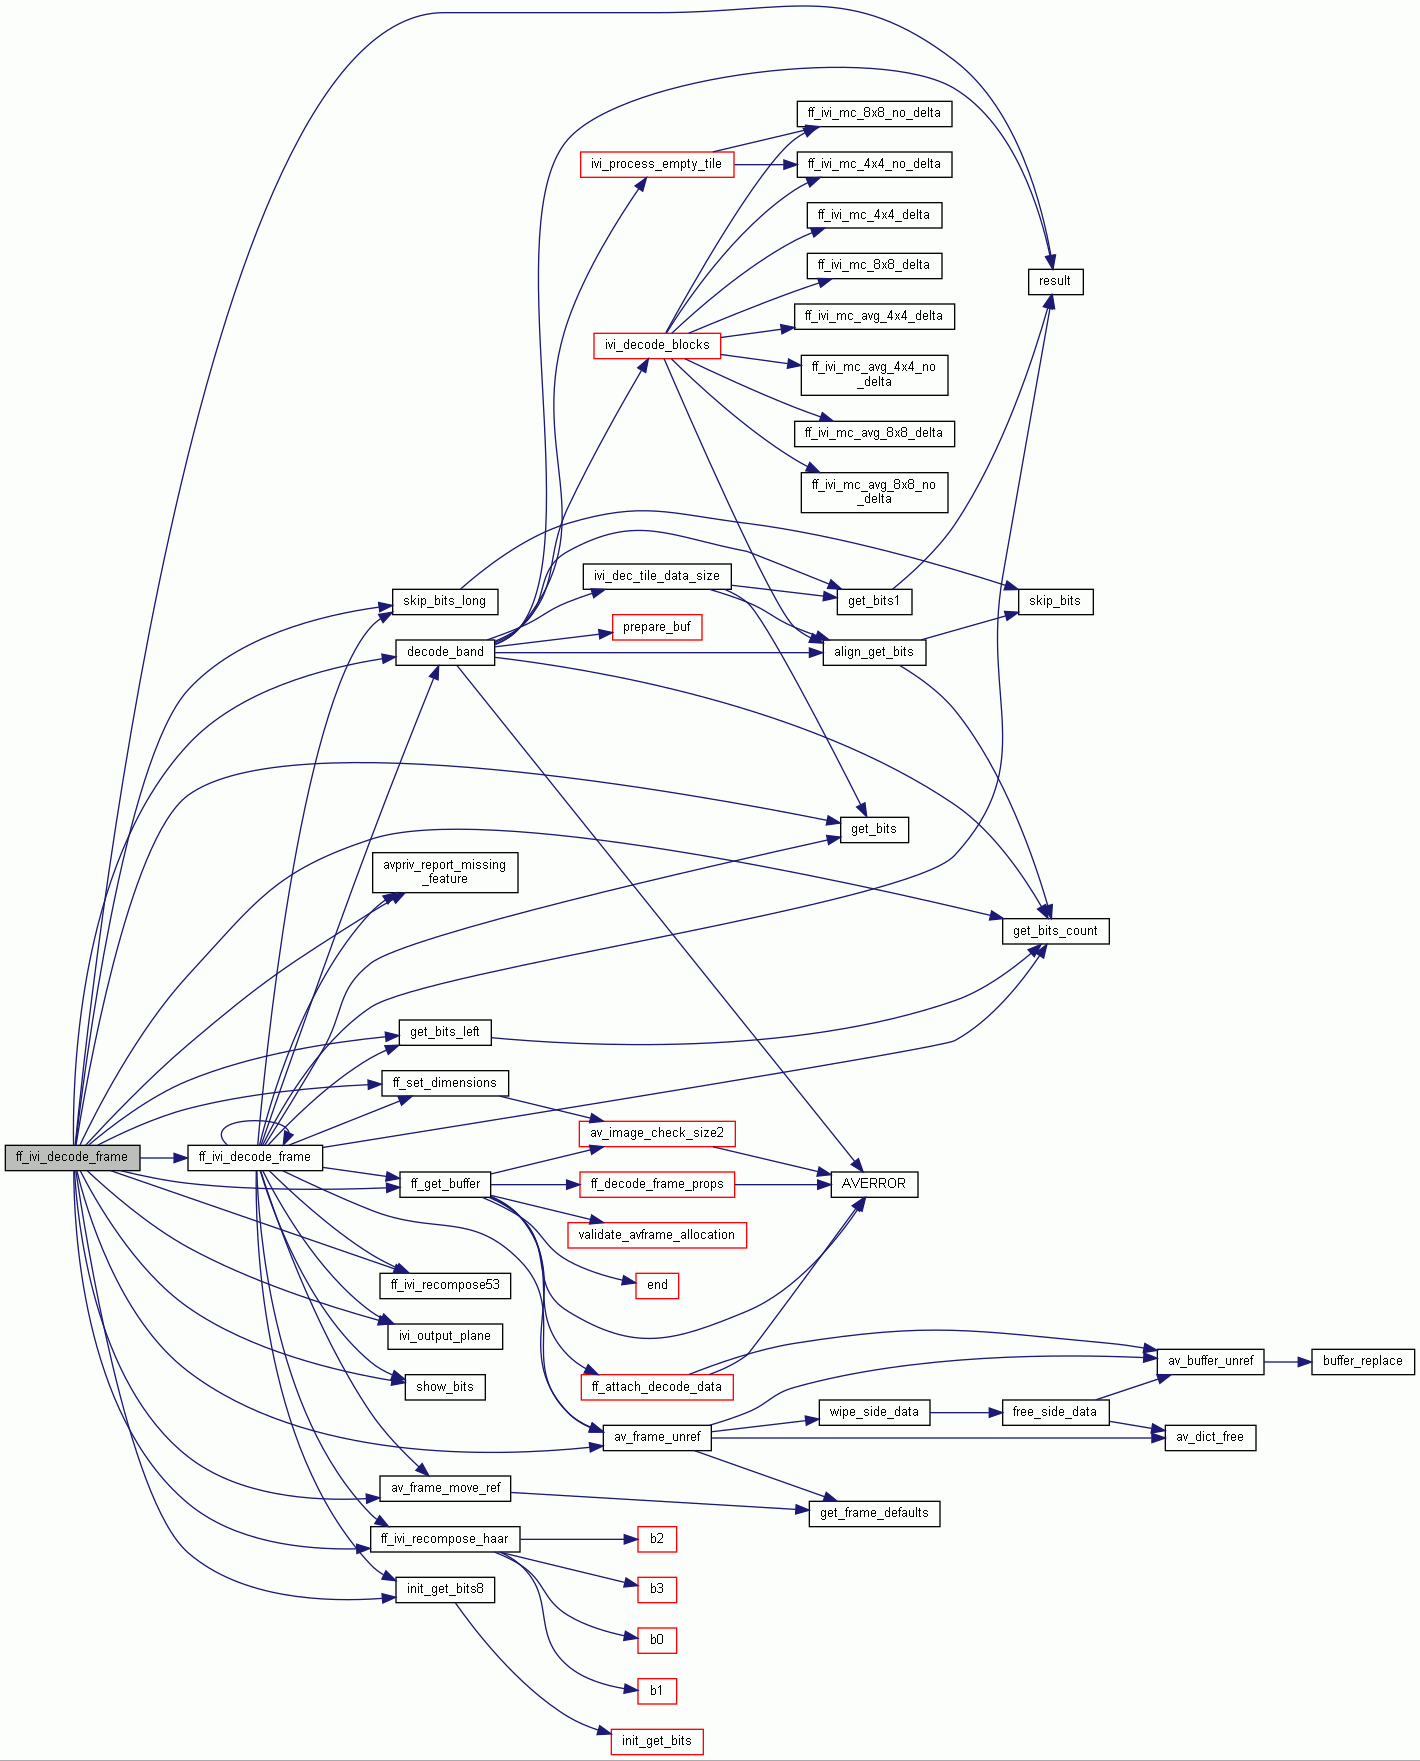 ff_ivi_mc_8x8_no_delta
ivi_process_empty_tile
ff_ivi_mc_4x4_no_delta
ff_ivi_mc_4x4_delta
ff_ivi_mc_8x8_delta
result
ff_ivi_mc_avg_4x4_delta
ivi_decode_blocks
ff_ivi_mc_avg_4x4_no
_delta
ff_ivi_mc_avg_8x8_delta
ff_ivi_mc_avg_8x8_no
_delta
ivi_dec_tile_data_size
skip_bits_long
get_bits1
skip_bits
prepare_buf
decode_band
align_get_bits
get_bits
avpriv_report_missing
_feature
get_bits_count
get_bits_left
ff_set_dimensions
av_image_check_size2
ff_ivi_decode_frame
ff_ivi_decode_frame
ff_get_buffer
ff_decode_frame_props
AVERROR
validate_avframe_allocation
ff_ivi_recompose53
end
ivi_output_plane
av_buffer_unref
buffer_replace
show_bits
ff_attach_decode_data
wipe_side_data
free_side_data
av_frame_unref
av_dict_free
av_frame_move_ref
get_frame_defaults
ff_ivi_recompose_haar
b2
init_get_bits8
b3
b0
b1
init_get_bits